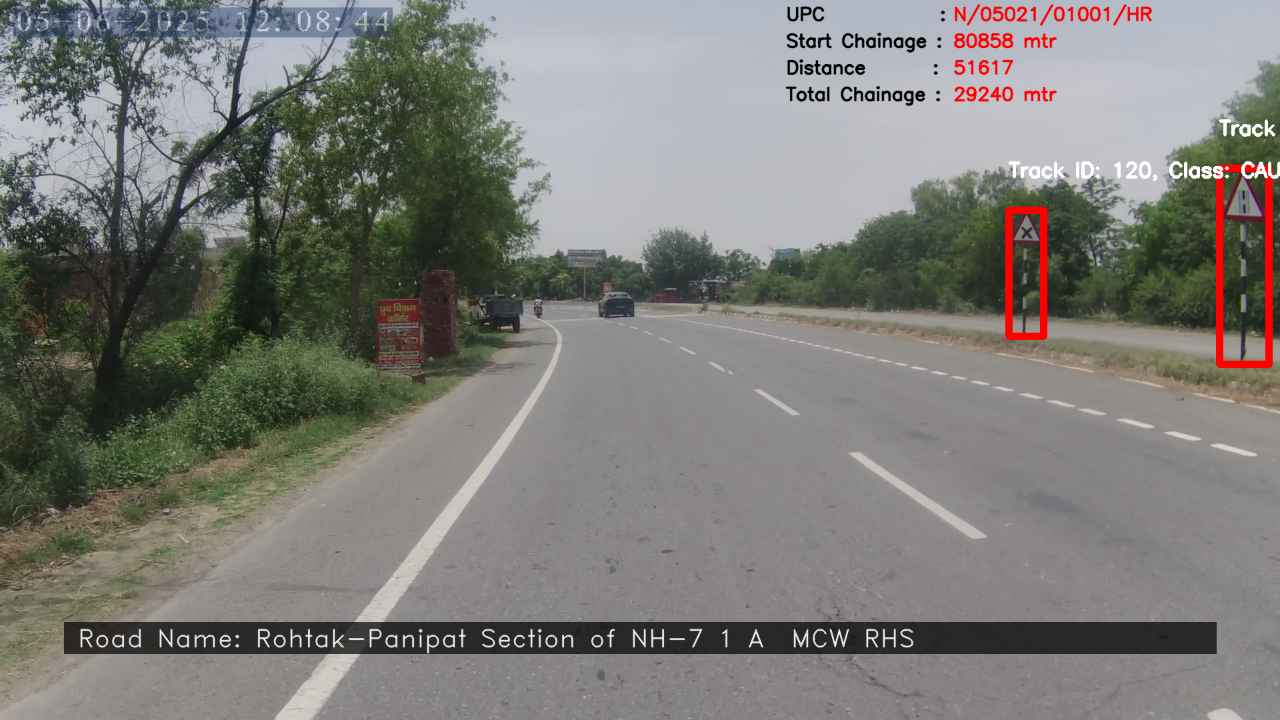 05-06-2025 12:08:44
UPC : N/05021/01001/HR
Start Chainage : 80858 mtr
Distance : 51617
Total Chainage : 29240 mtr
Track
Track ID: 120, Class: CAU
Road Name: Rohtak-Panipat Section of NH-7 1 A MCW RHS